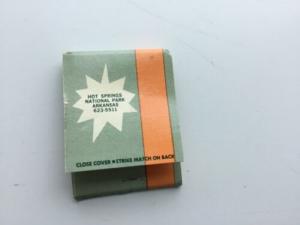 HOT SPRINGS
NATIONAL PARK
ARKANSAS
623-5511
CLOSE COVER ★ STRIKE MATCH ON BACK